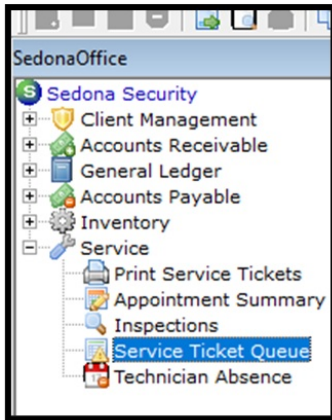 SedonaOffice
Sedona Security
Client Management
Accounts Receivable
General Ledger
Accounts Payable
Inventory
Service
Print Service Tickets
Appointment Summary
Inspections
Service Ticket Queue
Technician Absence